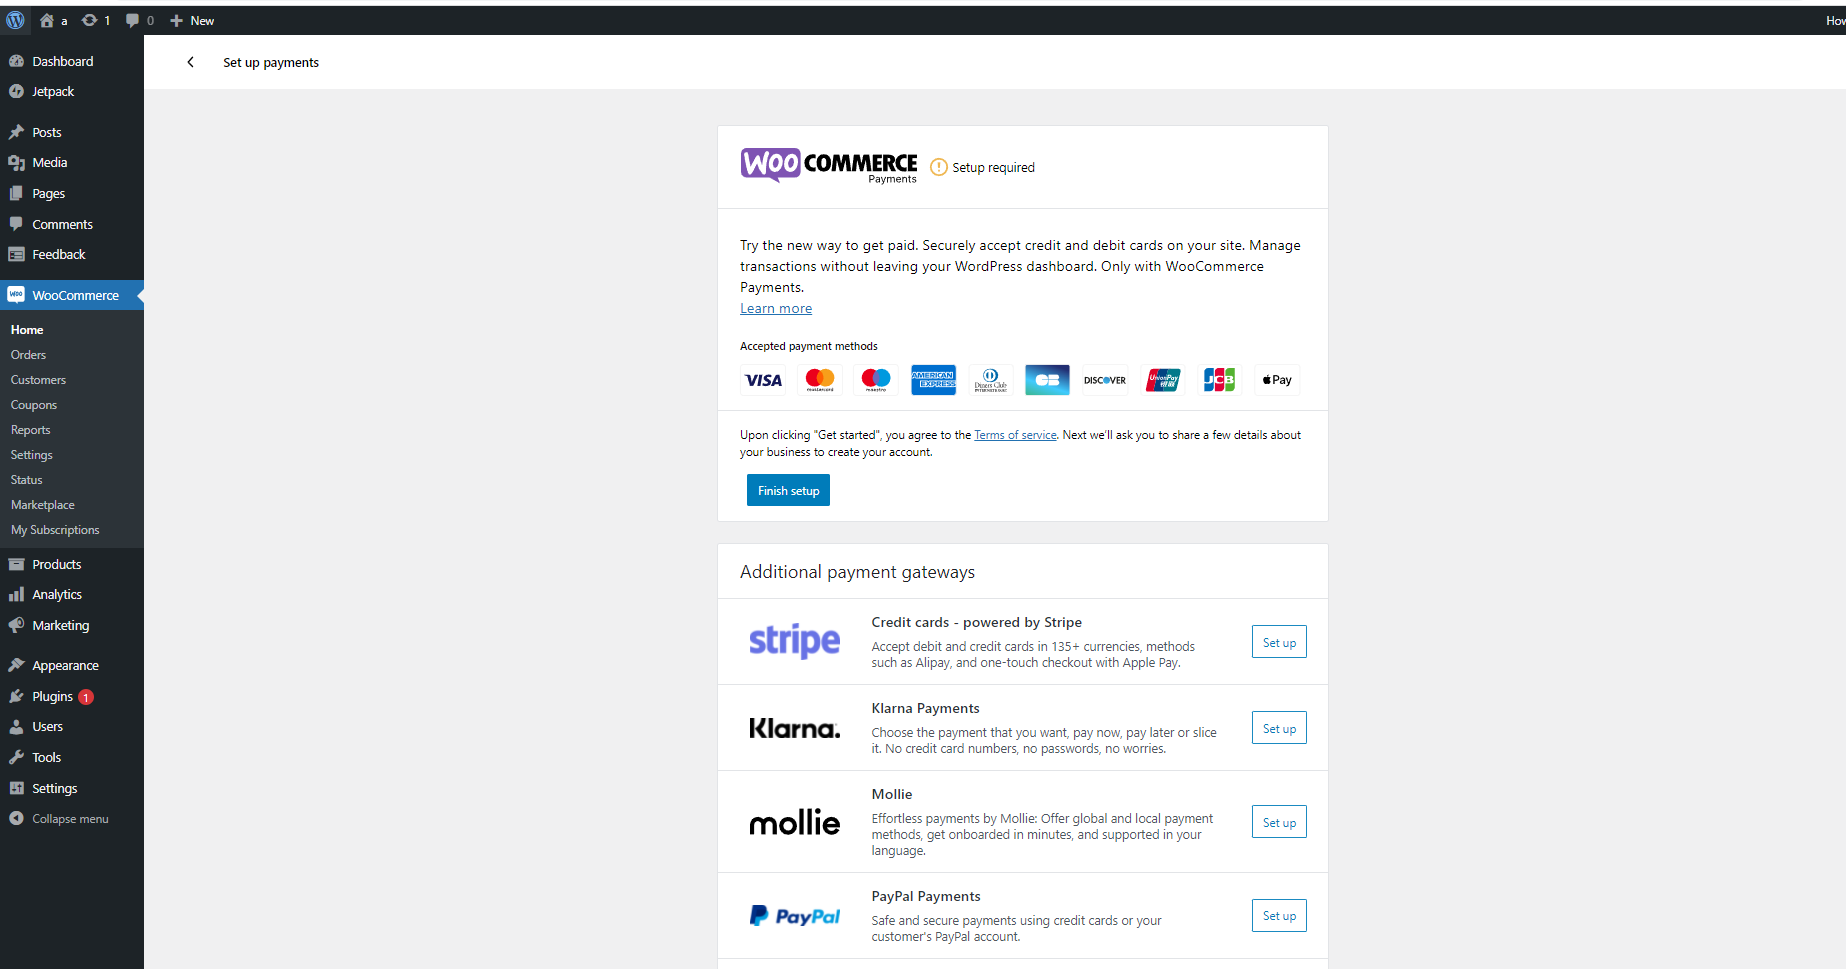 a
1
0
New
How
Dashboard
Jetpack
Posts
Media
Pages
Comments
Feedback
WooCommerce
Home
Orders
Customers
Coupons
Reports
Settings
Status
Marketplace
My Subscriptions
Products
Analytics
Marketing
Appearance
Plugins 1
Users
Tools
Settings
Collapse menu
Set up payments
WOO COMMERCE
Payments
Setup required
Try the new way to get paid. Securely accept credit and debit cards on your site. Manage
transactions without leaving your WordPress dashboard. Only with WooCommerce
Payments.
Learn more
Accepted payment methods
VISA
mastercard
maestro
AMERICAN
EXPRESS
Diners Club
CB
DISCOVER
UnionPay
银联
JCB
Pay
Upon clicking "Get started", you agree to the Terms of service. Next we'll ask you to share a few details about
your business to create your account.
Finish setup
Additional payment gateways
stripe
Credit cards - powered by Stripe
Accept debit and credit cards in 135+ currencies, methods
such as Alipay, and one-touch checkout with Apple Pay.
Set up
Klarna.
Klarna Payments
Choose the payment that you want, pay now, pay later or slice
it. No credit card numbers, no passwords, no worries.
Set up
mollie
Mollie
Effortless payments by Mollie: Offer global and local payment
methods, get onboarded in minutes, and supported in your
language.
Set up
PayPal
PayPal Payments
Safe and secure payments using credit cards or your
customer's PayPal account.
Set up